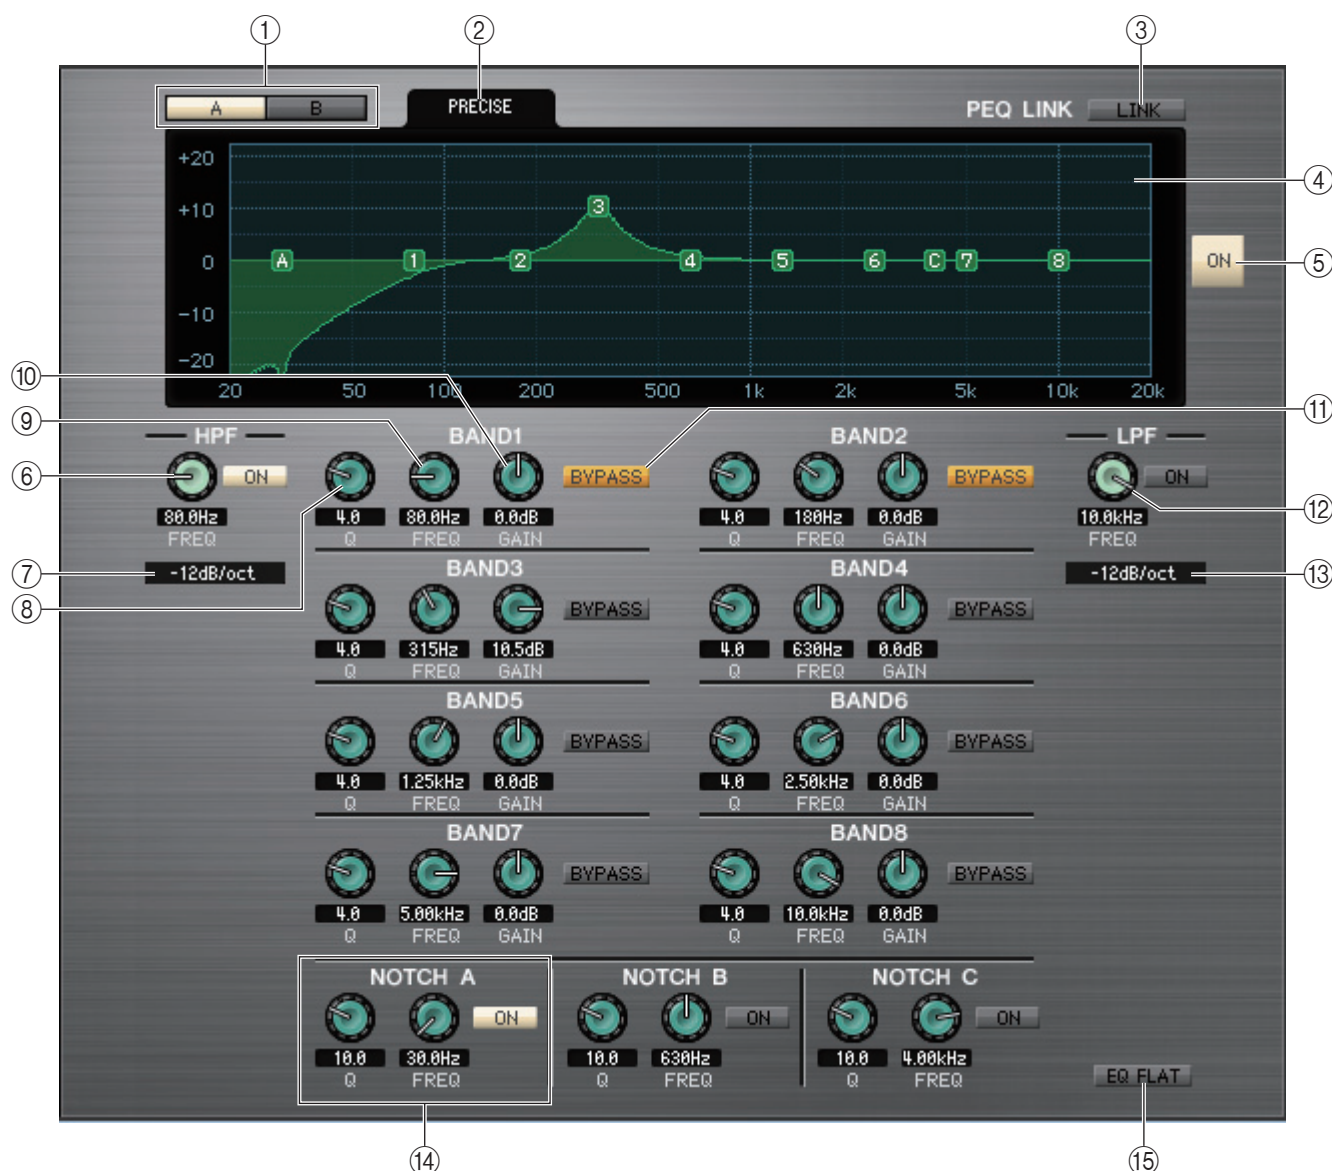 ① ② ③
A B PRECISE PEQ LINK LINK
+20
④
+10 3
0 A 1 2 4 5 6 C 7 8 ON ⑤
-10
-20
20 50 100 200 500 1k 2k 5k 10k 20k
⑩
⑨ ⑪
HPF BAND1 BAND2 LPF
⑥ ON BYPASS BYPASS ON
⑫
80.0Hz 4.0 80.0Hz 0.0dB 4.0 180Hz 0.0dB 10.0kHz
FREQ Q FREQ GAIN Q FREQ GAIN FREQ
⑦ -12dB/oct BAND3 BAND4 -12dB/oct ⑬
⑧ BYPASS BYPASS
4.0 315Hz 10.5dB 4.0 630Hz 0.0dB
Q FREQ GAIN Q FREQ GAIN
BAND5 BAND6
BYPASS BYPASS
4.0 1.25kHz 0.0dB 4.0 2.50kHz 0.0dB
Q FREQ GAIN Q FREQ GAIN
BAND7 BAND8
BYPASS BYPASS
4.0 5.00kHz 0.0dB 4.0 10.0kHz 0.0dB
Q FREQ GAIN Q FREQ GAIN
NOTCH A NOTCH B NOTCH C
ON ON ON
10.0 30.0Hz 10.0 630Hz 10.0 4.00kHz
Q FREQ Q FREQ Q FREQ
EQ FLAT
⑭ ⑮